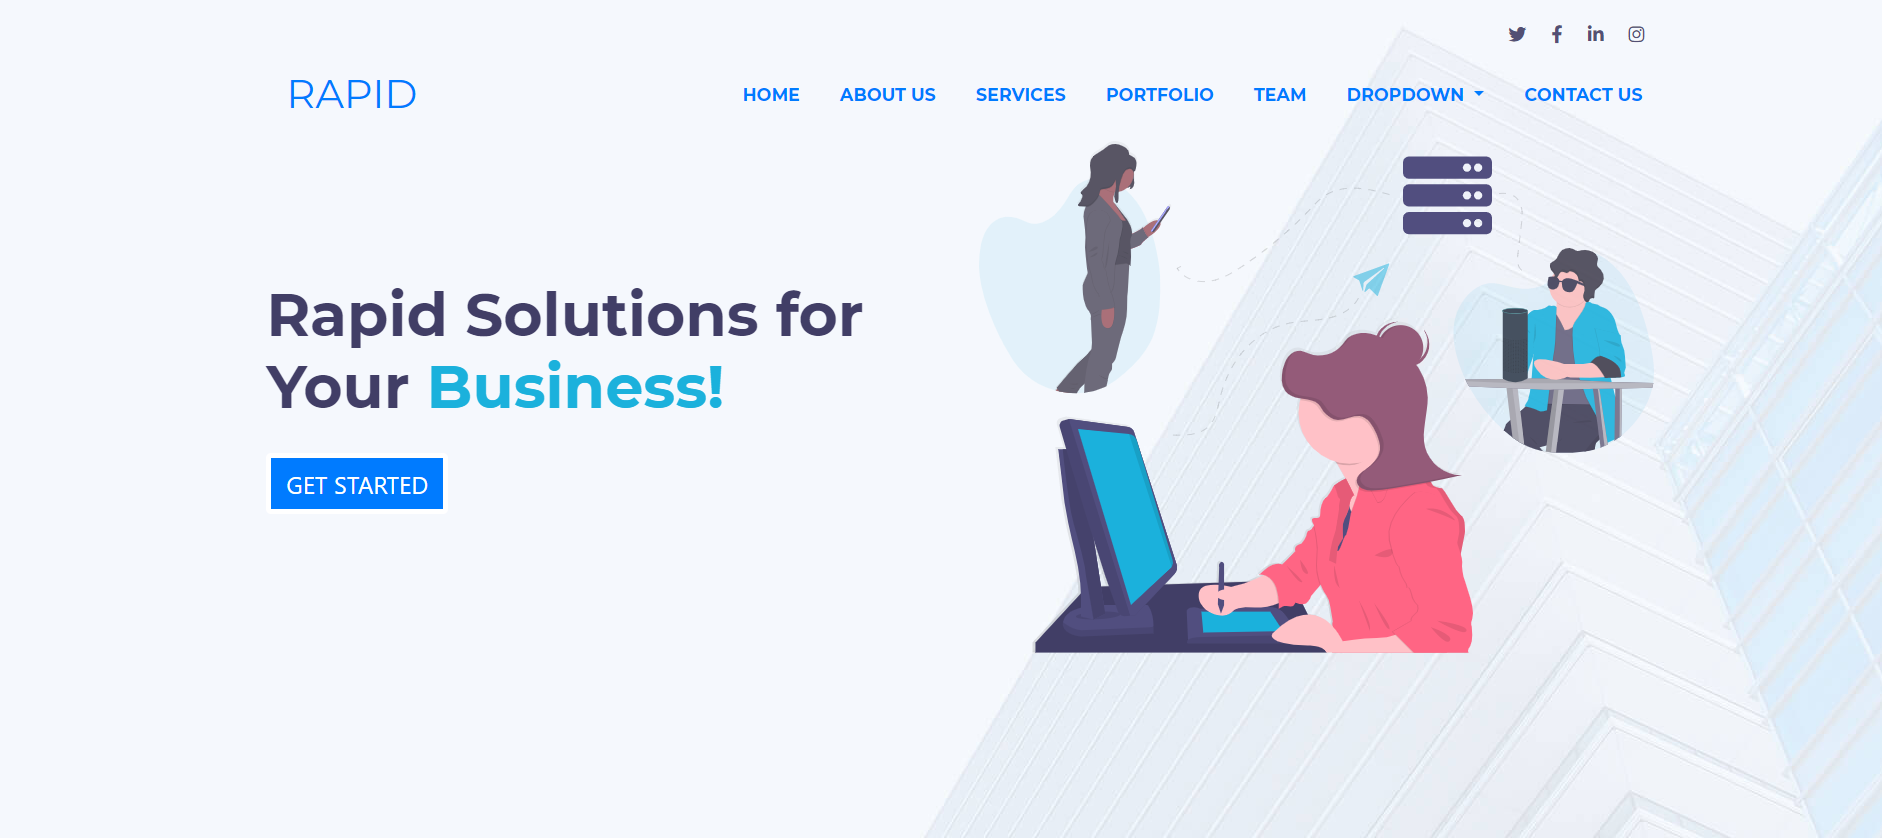 RAPID
HOME ABOUT US SERVICES PORTFOLIO TEAM DROPDOWN CONTACT US
Rapid Solutions for
Your Business!
GET STARTED